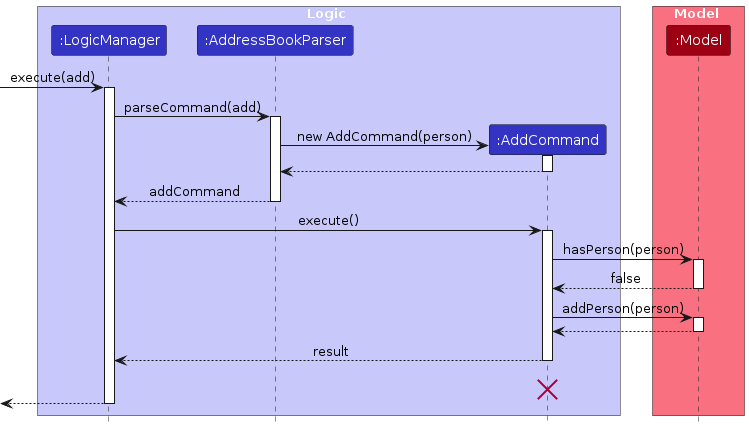 Logic
Model
:LogicManager
:AddressBookParser
:Model
execute(add)
parseCommand(add)
new AddCommand(person)
:AddCommand
addCommand
execute()
hasPerson(person)
false
addPerson(person)
result